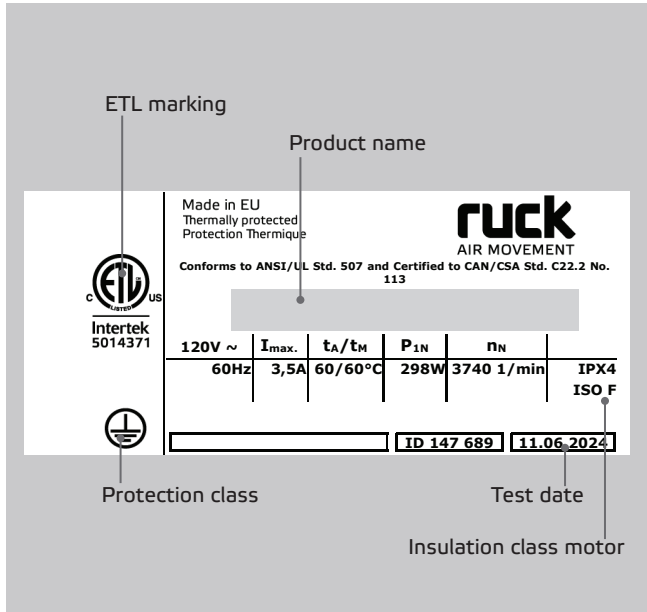 ETL marking
Product name
Made in EU
Thermally protected
Protection Thermique
ruck
AIR MOVEMENT
Conforms to ANSI/UL Std. 507 and Certified to CAN/CSA Std. C22.2 No.
113
ETL
LISTED
C US
Intertek
5014371
120V ~ Imax. tA/tM P1N nN
60Hz 3,5A 60/60°C 298W 3740 1/min IPX4
ISO F
ID 147 689 11.06.2024
Protection class Test date
Insulation class motor